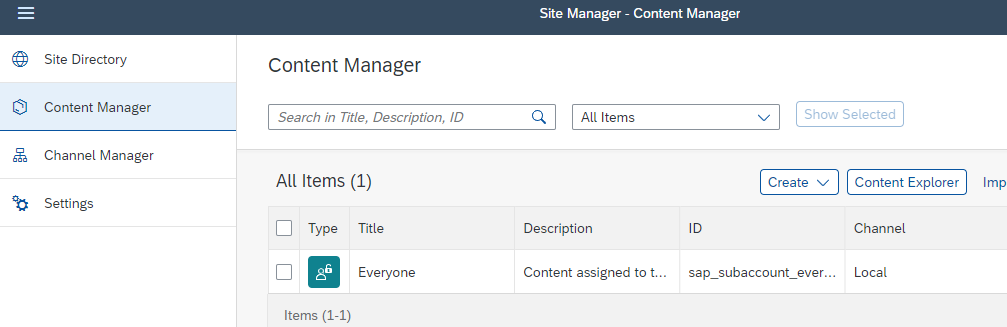 Site Manager - Content Manager
Site Directory
Content Manager
Channel Manager
Settings
Content Manager
Search in Title, Description, ID
All Items
Show Selected
All Items (1)
Create
Content Explorer
Imp
Type Title Description ID Channel
Everyone Content assigned to t... sap_subaccount_ever... Local
Items (1-1)